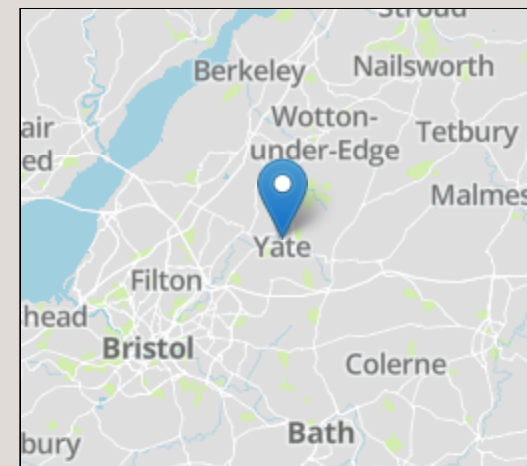 Stroud
Berkeley
Nailsworth
Wotton-
under-Edge
air
ed
Tetbury
Malmes
Yate
Filton
head
Bristol
Colerne
Bath
bury